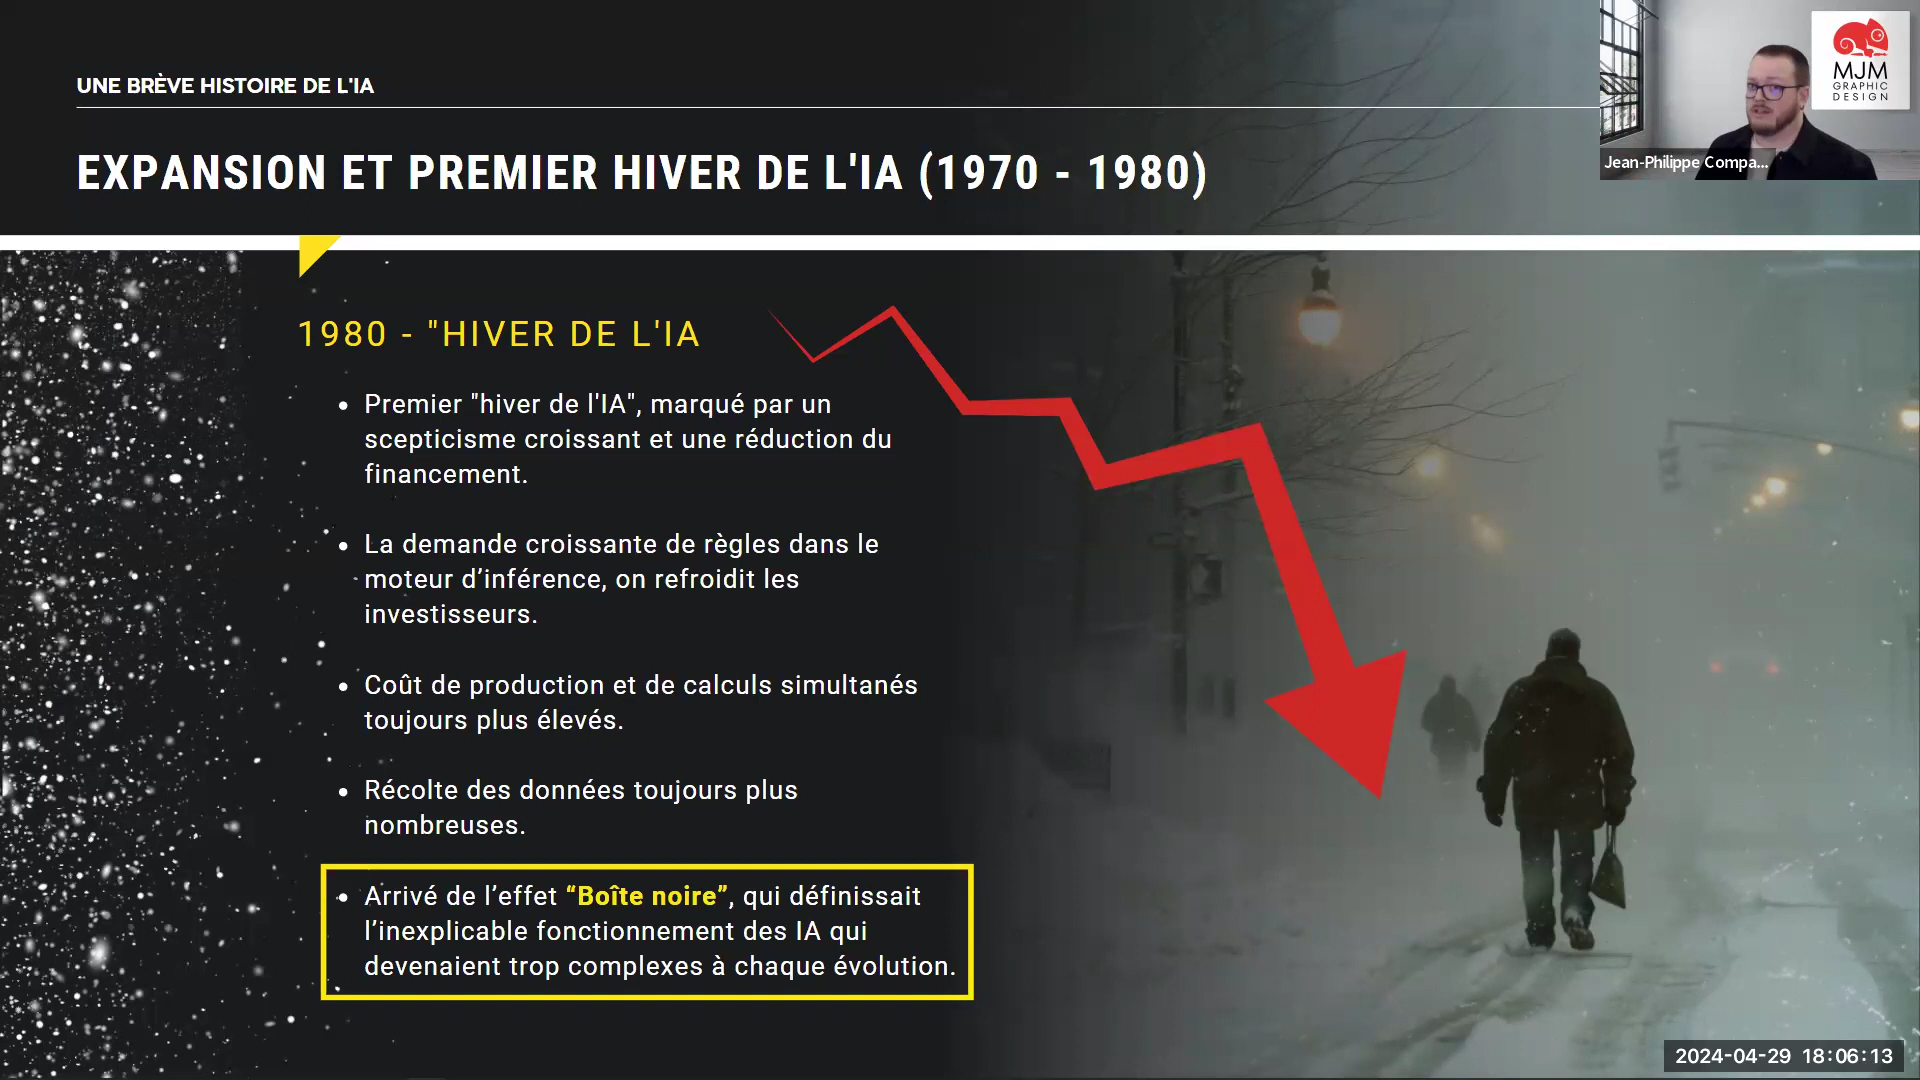 UNE BRÈVE HISTOIRE DE L'IA
EXPANSION ET PREMIER HIVER DE L'IA (1970 - 1980)
MJM
GRAPHIC
DESIGN
Jean-Philippe Compa...
1980 - "HIVER DE L'IA
• Premier "hiver de l'IA", marqué par un
scepticisme croissant et une réduction du
financement.
• La demande croissante de règles dans le
moteur d’inférence, on refroidit les
investisseurs.
• Coût de production et de calculs simultanés
toujours plus élevés.
• Récolte des données toujours plus
nombreuses.
• Arrivé de l’effet “Boîte noire”, qui définissait
l’inexplicable fonctionnement des IA qui
devenaient trop complexes à chaque évolution.
2024-04-29 18:06:13